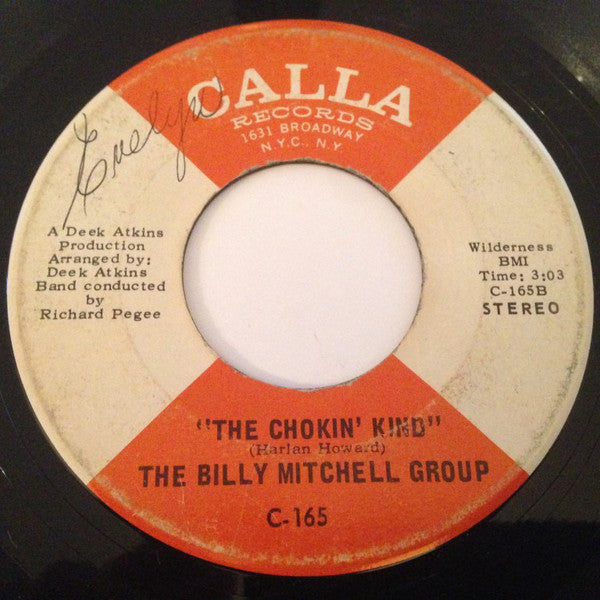 Evelyn
CALLA
RECORDS
1631 BROADWAY
N.Y.C., N.Y.
A Deek Atkins
Production
Arranged by:
Deek Atkins
Band conducted
by
Richard Pegee
Wilderness
BMI
Time: 3:03
C-165B
STEREO
"THE CHOKIN' KIND"
(Harlan Howard)
THE BILLY MITCHELL GROUP
C-165